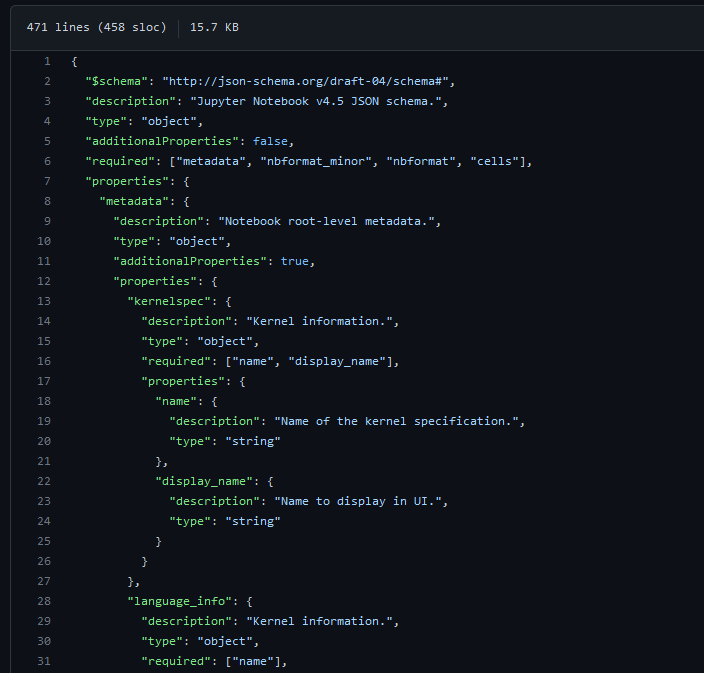 471 lines (458 sloc) | 15.7 KB
1 {
2   "$schema": "http://json-schema.org/draft-04/schema#",
3   "description": "Jupyter Notebook v4.5 JSON schema.",
4   "type": "object",
5   "additionalProperties": false,
6   "required": ["metadata", "nbformat_minor", "nbformat", "cells"],
7   "properties": {
8     "metadata": {
9       "description": "Notebook root-level metadata.",
10       "type": "object",
11       "additionalProperties": true,
12       "properties": {
13         "kernelspec": {
14           "description": "Kernel information.",
15           "type": "object",
16           "required": ["name", "display_name"],
17           "properties": {
18             "name": {
19               "description": "Name of the kernel specification.",
20               "type": "string"
21             },
22             "display_name": {
23               "description": "Name to display in UI.",
24               "type": "string"
25             }
26           }
27         },
28         "language_info": {
29           "description": "Kernel information.",
30           "type": "object",
31           "required": ["name"],